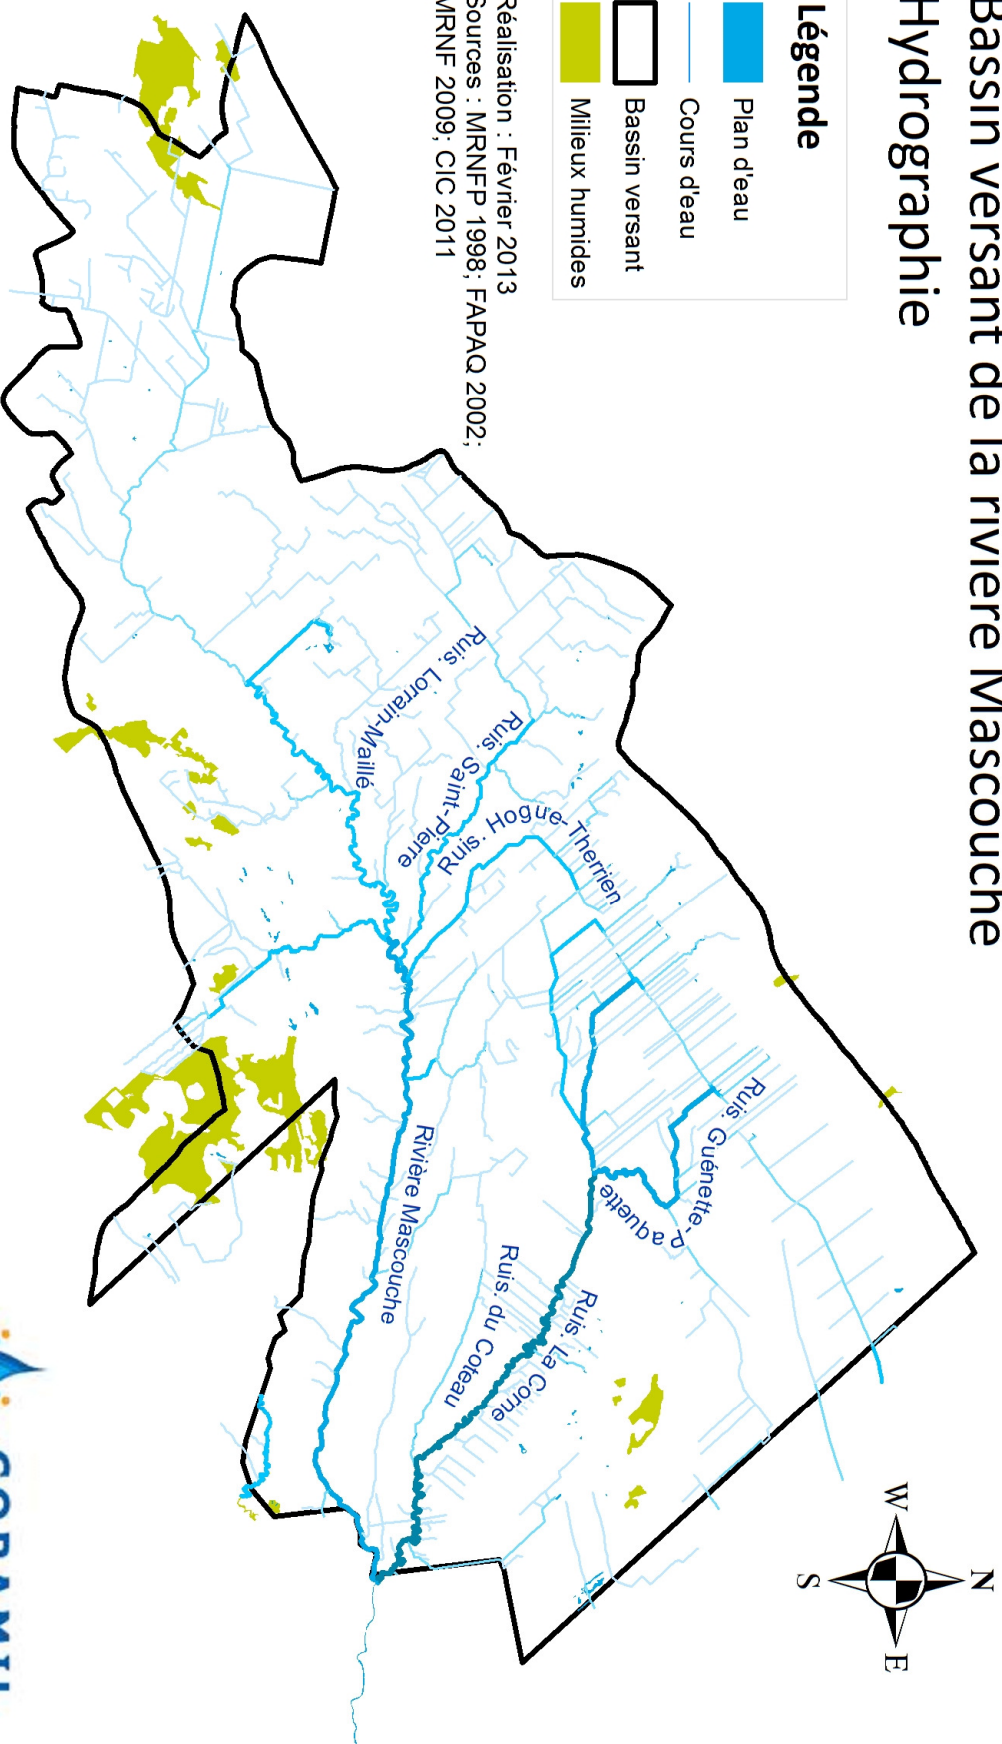 Bassin versant de la rivière Mascouche
Hydrographie
Légende
Plan d'eau
Cours d'eau
Bassin versant
Milieux humides
Réalisation : Février 2013
Sources : MRNFP 1998; FAPAQ 2002;
MRNF 2009; CIC 2011
N
W
E
S
Ruis. Lorrain-Maillé
Ruis. Saint-Pierre
Ruis. Hogue-Therrien
Ruis. Guénette-
Paquette
Ruis. La Corne
Ruis. du Coteau
Rivière Mascouche